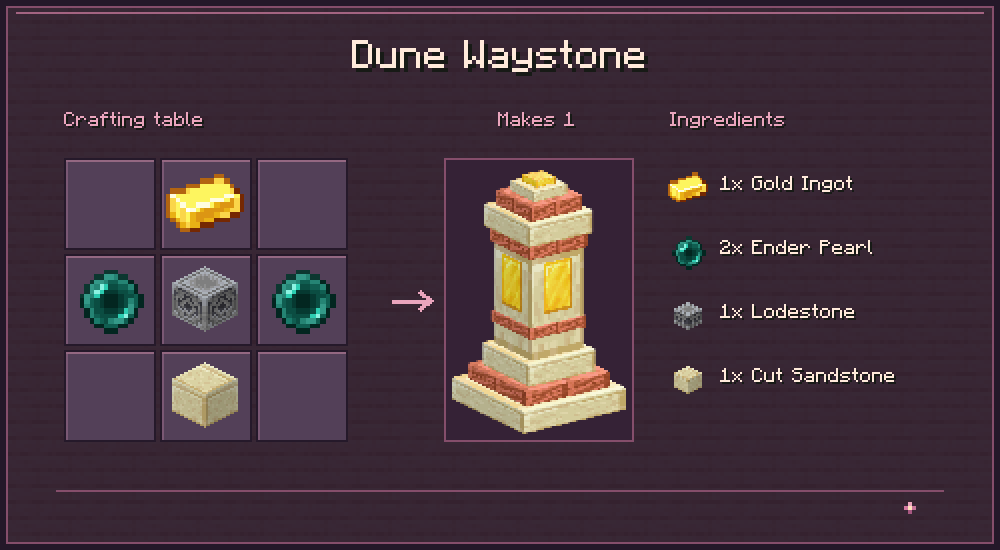 Dune Waystone
Crafting table
Makes 1
Ingredients
1x Gold Ingot
2x Ender Pearl
1x Lodestone
1x Cut Sandstone